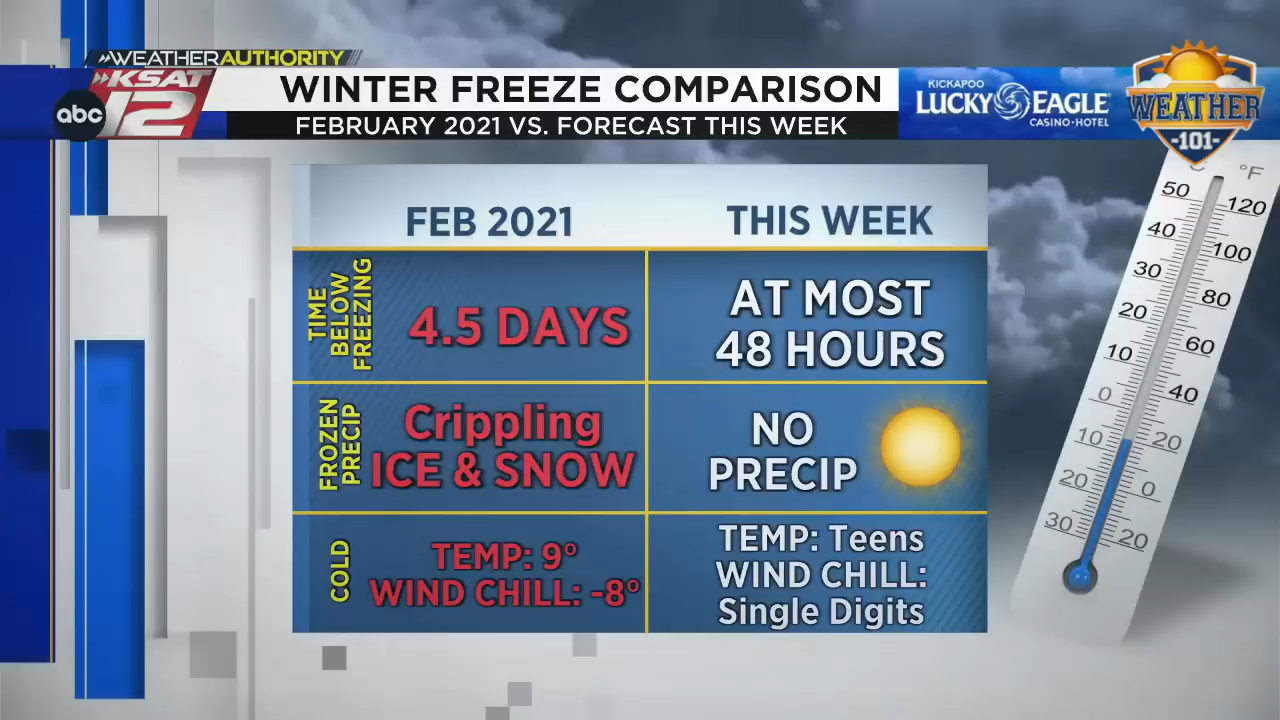 WEATHERAUTHORITY
KSAT
abc 12
WINTER FREEZE COMPARISON
FEBRUARY 2021 VS. FORECAST THIS WEEK
KICKAPOO
LUCKY EAGLE
CASINO·HOTEL
WEATHER
-101-
FEB 2021
THIS WEEK
TIME
BELOW
FREEZING
4.5 DAYS
AT MOST
48 HOURS
FROZEN
PRECIP
Crippling
ICE & SNOW
NO
PRECIP
COLD
TEMP: 9°
WIND CHILL: -8°
TEMP: Teens
WIND CHILL:
Single Digits
°F
50 120
40 100
30 80
20 60
10 40
0 20
10 0
20 20
30